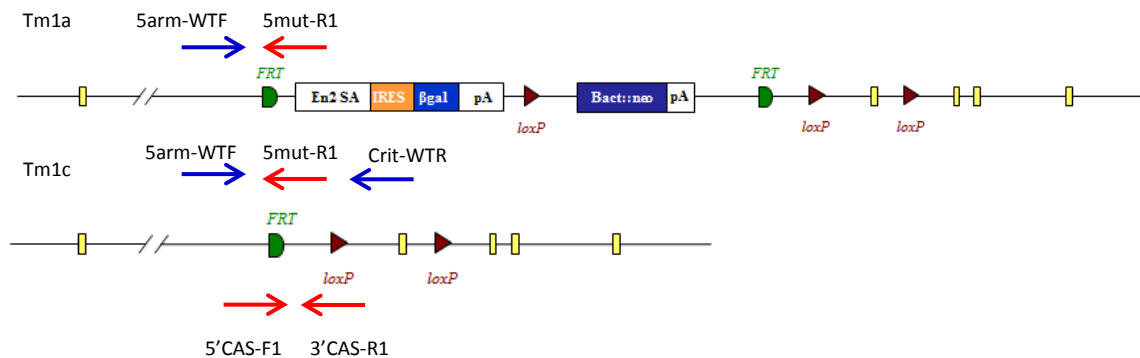 Tm1a 5arm-WTF 5mut-R1
FRT FRT
En2 SA IRES βgal pA Bact::neo pA
loxP loxP loxP
5arm-WTF 5mut-R1 Crit-WTR
Tm1c
FRT
loxP loxP
5’CAS-F1 3’CAS-R1